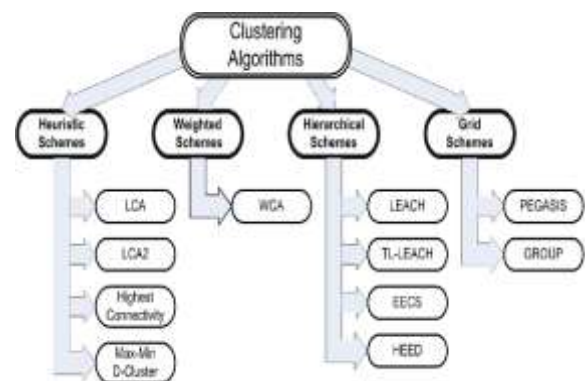 Clustering
Algorithms
Heuristic
Schemes
Weighted
Schemes
Hierarchical
Schemes
Grid
Schemes
LCA
LCA2
Highest
Connectivity
Max-Min
D-Cluster
WCA
LEACH
TL-LEACH
EECS
HEED
PEGASIS
GROUP